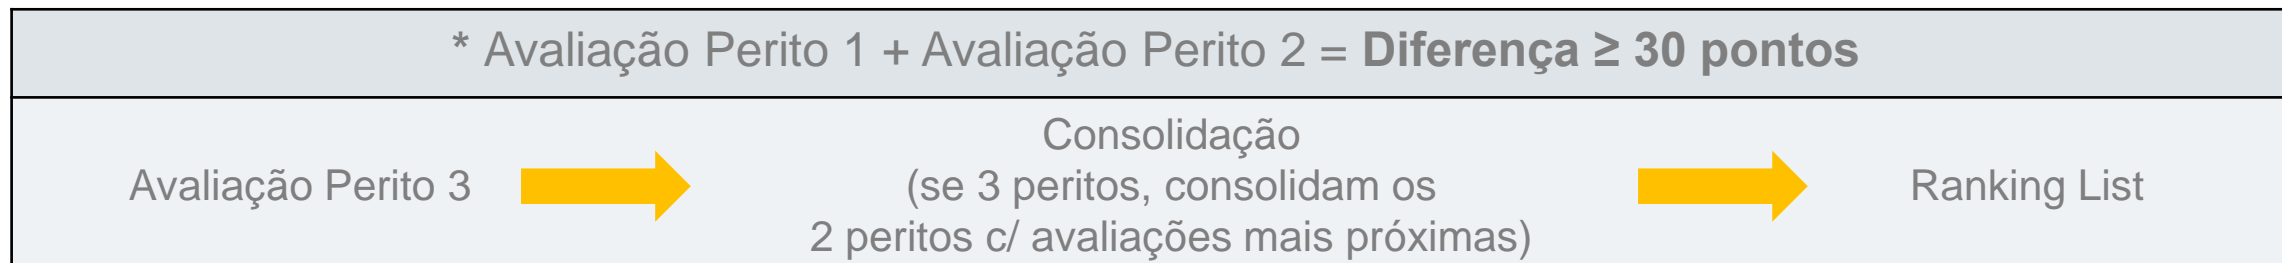 * Avaliação Perito 1 + Avaliação Perito 2 = Diferença ≥ 30 pontos
Avaliação Perito 3
Consolidação
(se 3 peritos, consolidam os
2 peritos c/ avaliações mais próximas)
Ranking List